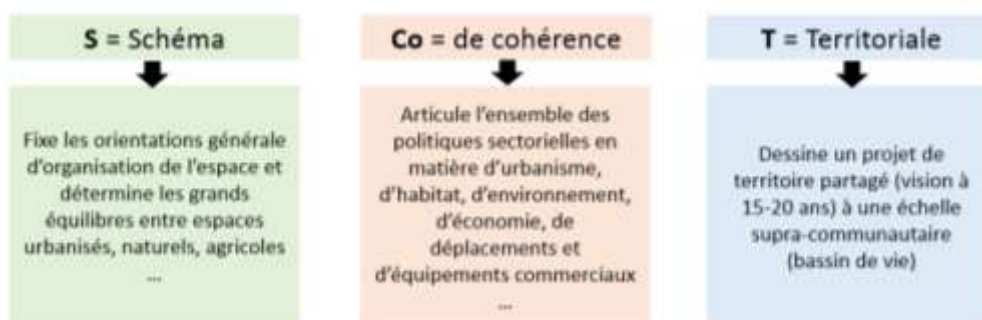 S = Schéma
Fixe les orientations générale
d'organisation de l'espace et
détermine les grands
équilibres entre espaces
urbanisés, naturels, agricoles
...
Co = de cohérence
Articule l'ensemble des
politiques sectorielles en
matière d'urbanisme,
d'habitat, d'environnement,
d'économie, de
déplacements et
d'équipements commerciaux
...
T = Territoriale
Dessine un projet de
territoire partagé (vision à
15-20 ans) à une échelle
supra-communautaire
(bassin de vie)